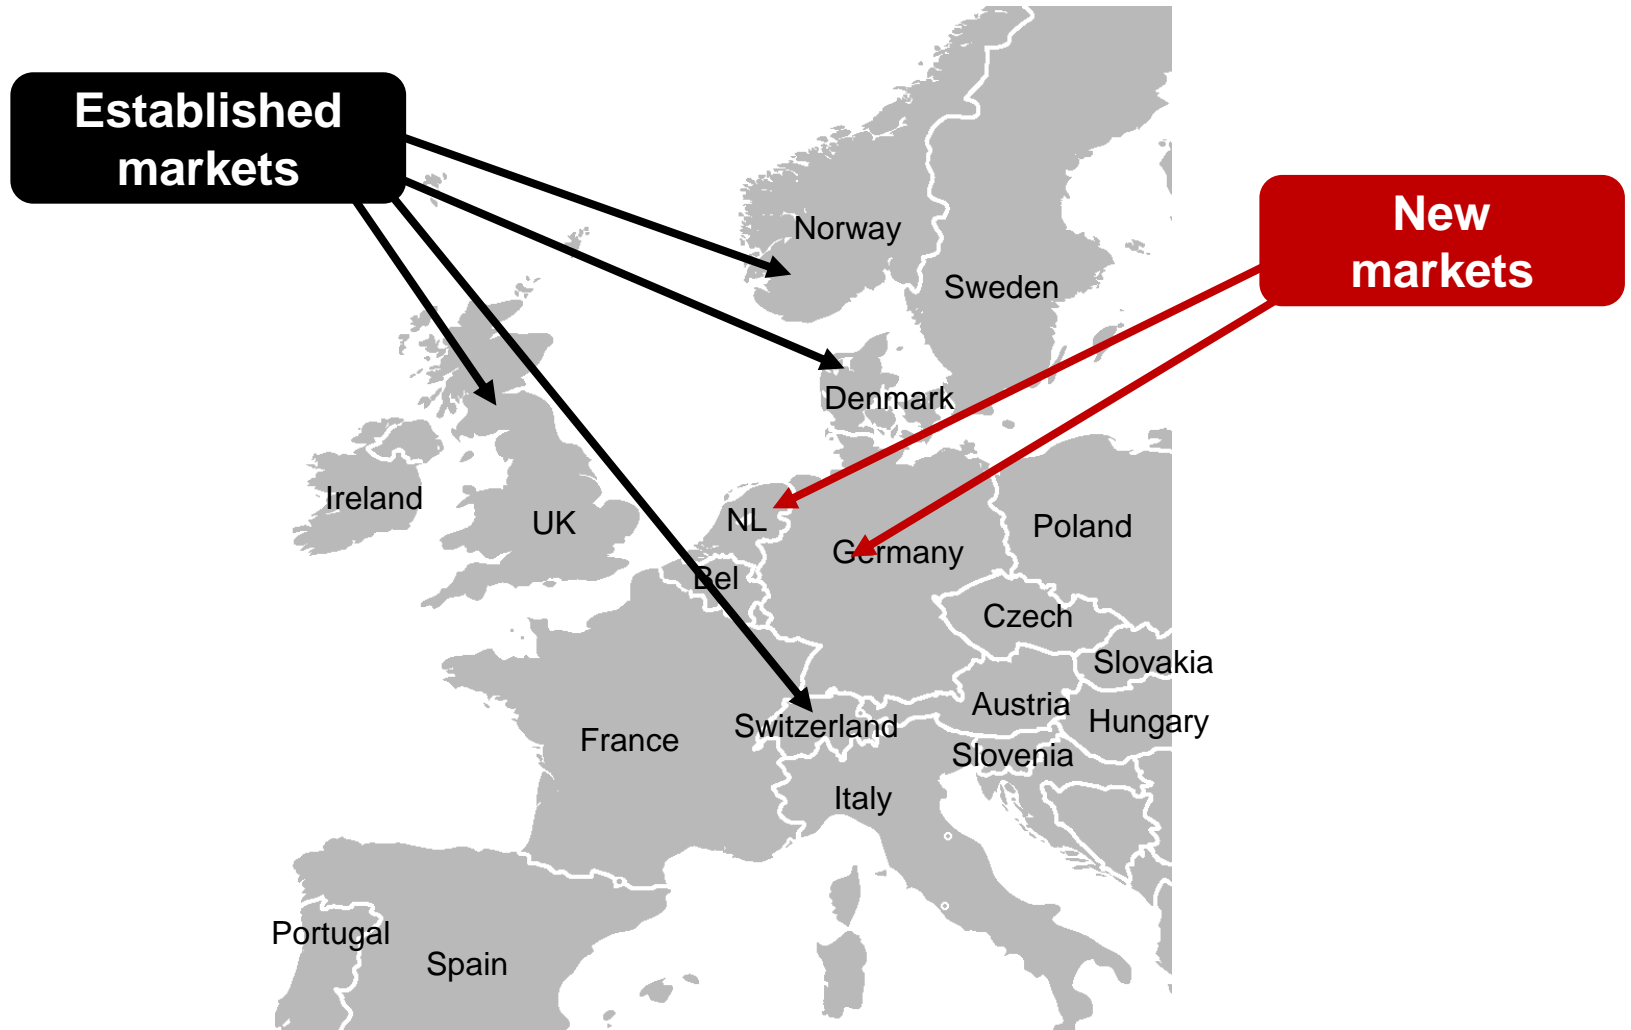 Established
markets
New
markets
Norway
Sweden
Denmark
Ireland
UK
NL
Poland
Germany
Bel
Czech
Slovakia
Austria
Hungary
Switzerland
France
Slovenia
Italy
Portugal
Spain